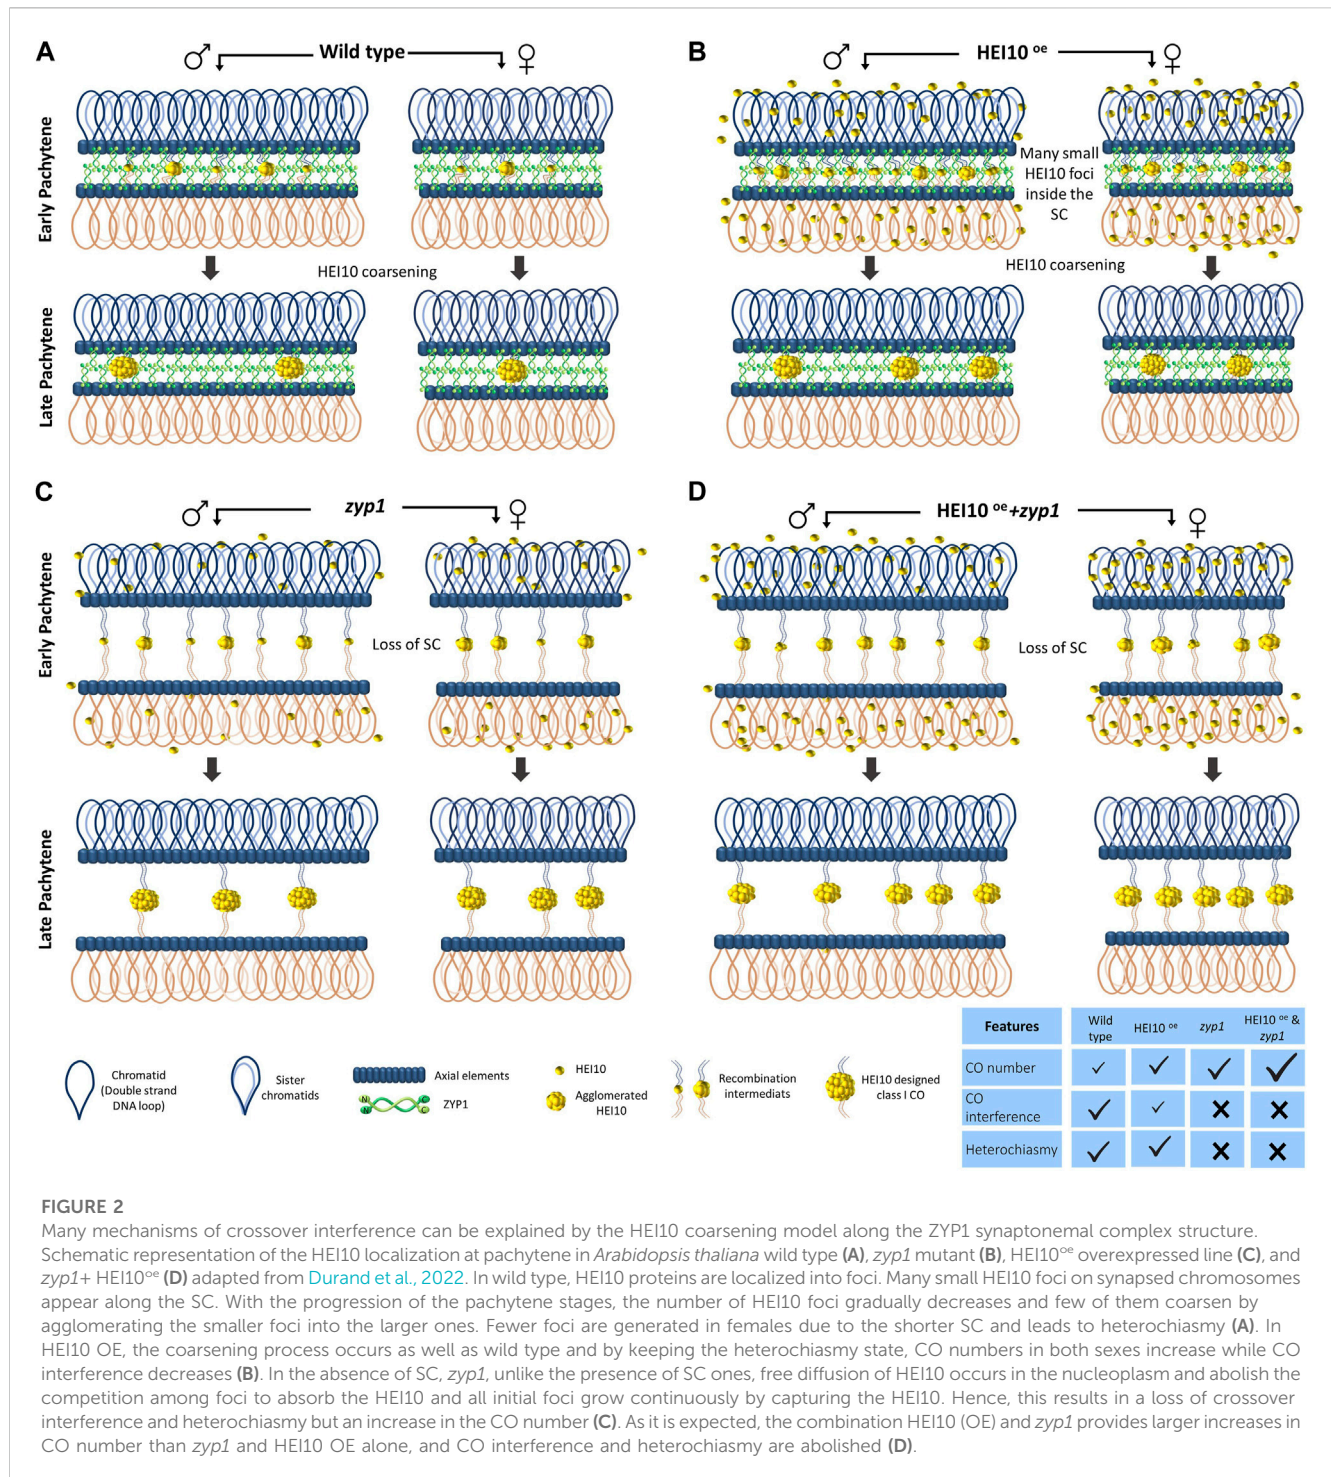 A
♂ Wild type ♀
Early Pachytene
HEI10 coarsening
Late Pachytene
B
♂ HEI10 oe ♀
Many small
HEI10 foci
inside the
SC
HEI10 coarsening
C
♂ zyp1 ♀
Early Pachytene
Loss of SC
Late Pachytene
D
♂ HEI10 oe+zyp1 ♀
Loss of SC
Chromatid
(Double strand
DNA loop)
Sister
chromatids
Axial elements
N C
N C
ZYP1
HEI10
Agglomerated
HEI10
Recombination
intermediats
HEI10 designed
class I CO
Features Wild type HEI10 oe zyp1 HEI10 oe & zyp1
CO number ✓ ✓ ✓ ✓
CO interference ✓ ✓ ✗ ✗
Heterochiasmy ✓ ✓ ✗ ✗
FIGURE 2
Many mechanisms of crossover interference can be explained by the HEI10 coarsening model along the ZYP1 synaptonemal complex structure.
Schematic representation of the HEI10 localization at pachytene in Arabidopsis thaliana wild type (A), zyp1 mutant (B), HEI10oe overexpressed line (C), and
zyp1+ HEI10oe (D) adapted from Durand et al., 2022. In wild type, HEI10 proteins are localized into foci. Many small HEI10 foci on synapsed chromosomes
appear along the SC. With the progression of the pachytene stages, the number of HEI10 foci gradually decreases and few of them coarsen by
agglomerating the smaller foci into the larger ones. Fewer foci are generated in females due to the shorter SC and leads to heterochiasmy (A). In
HEI10 OE, the coarsening process occurs as well as wild type and by keeping the heterochiasmy state, CO numbers in both sexes increase while CO
interference decreases (B). In the absence of SC, zyp1, unlike the presence of SC ones, free diffusion of HEI10 occurs in the nucleoplasm and abolish the
competition among foci to absorb the HEI10 and all initial foci grow continuously by capturing the HEI10. Hence, this results in a loss of crossover
interference and heterochiasmy but an increase in the CO number (C). As it is expected, the combination HEI10 (OE) and zyp1 provides larger increases in
CO number than zyp1 and HEI10 OE alone, and CO interference and heterochiasmy are abolished (D).